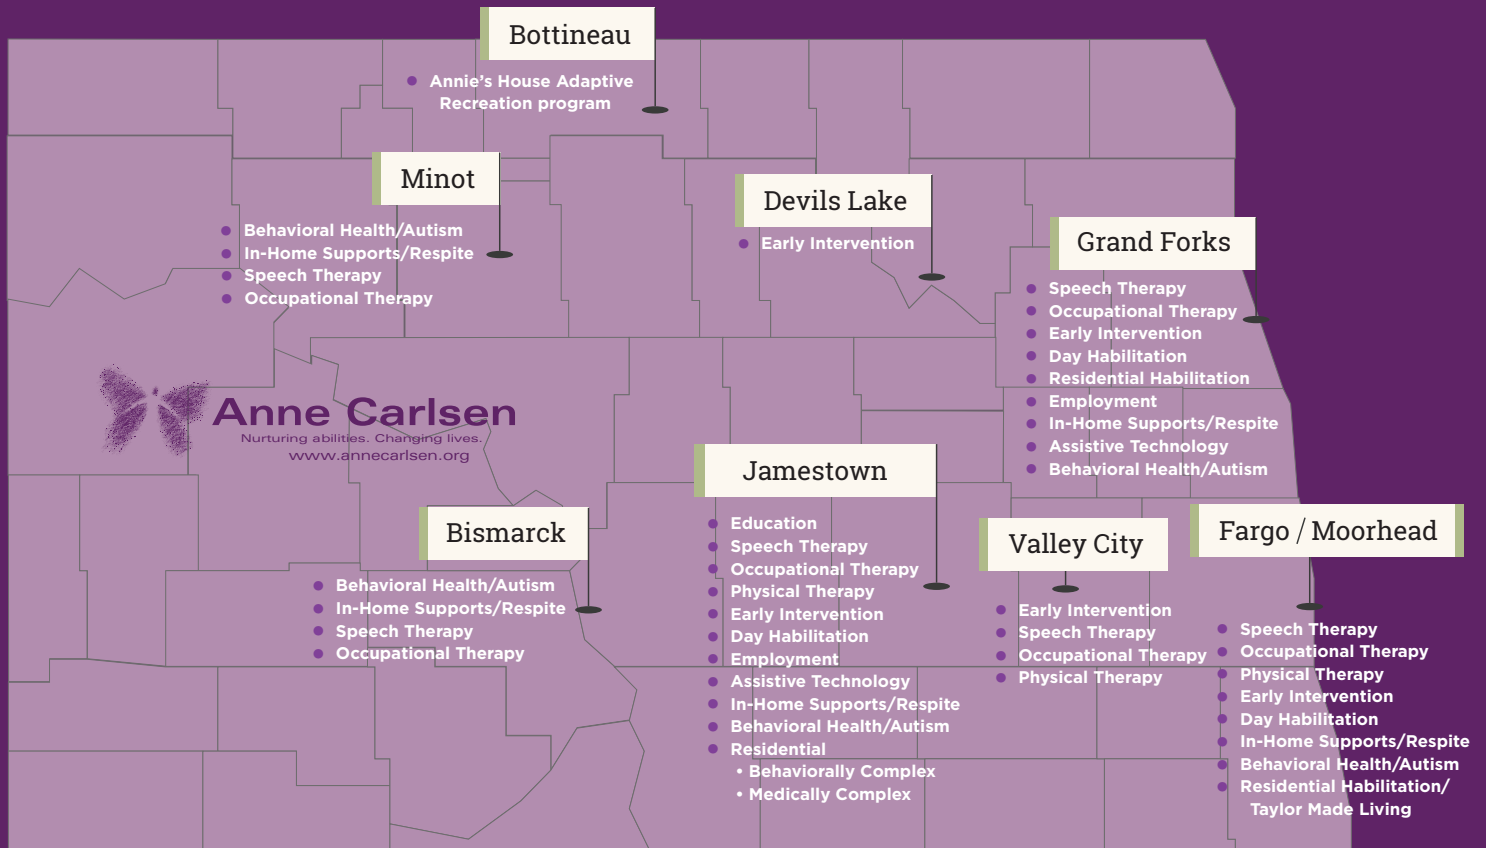 Bottineau
Annie's House Adaptive
Recreation program
Minot
Behavioral Health/Autism
In-Home Supports/Respite
Speech Therapy
Occupational Therapy
Devils Lake
Early Intervention
Grand Forks
Speech Therapy
Occupational Therapy
Early Intervention
Day Habilitation
Residential Habilitation
Employment
In-Home Supports/Respite
Assistive Technology
Behavioral Health/Autism
Anne Carlsen
Nurturing abilities. Changing lives.
www.annecarlsen.org
Bismarck
Behavioral Health/Autism
In-Home Supports/Respite
Speech Therapy
Occupational Therapy
Jamestown
Education
Speech Therapy
Occupational Therapy
Physical Therapy
Early Intervention
Day Habilitation
Employment
Assistive Technology
In-Home Supports/Respite
Behavioral Health/Autism
Residential
• Behaviorally Complex
• Medically Complex
Valley City
Early Intervention
Speech Therapy
Occupational Therapy
Physical Therapy
Fargo / Moorhead
Speech Therapy
Occupational Therapy
Physical Therapy
Early Intervention
Day Habilitation
In-Home Supports/Respite
Behavioral Health/Autism
Residential Habilitation/
Taylor Made Living